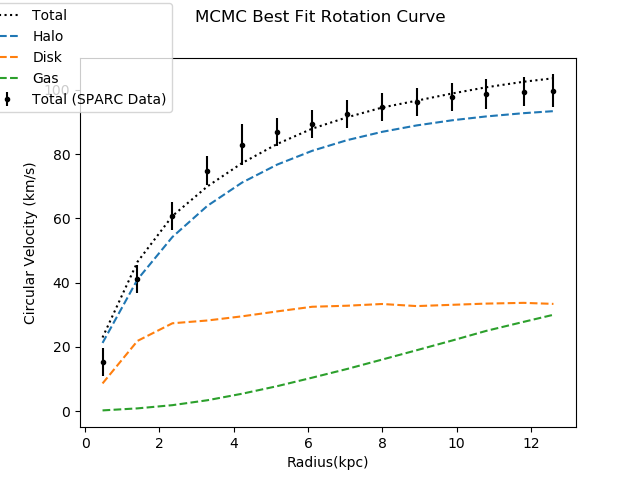 MCMC Best Fit Rotation Curve
Total
Halo
Disk
Gas
Total (SPARC Data)
100
80
60
40
20
0
Circular Velocity (km/s)
0 2 4 6 8 10 12
Radius(kpc)